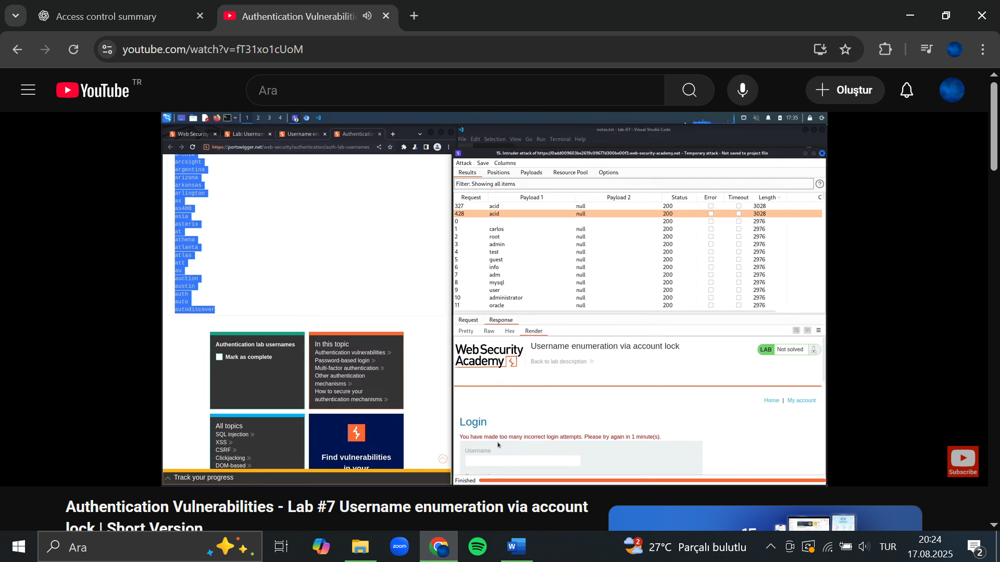 Access control summary
Authentication Vulnerabiliti
youtube.com/watch?v=fT31xo1cUoM
YouTube TR
Ara
Oluştur
1 2 3 4
17:35
Web Security
Lab: Usernam
Username en
Authenticatio
https://portswigger.net/web-security/authentication/auth-lab-usernames
notes.txt - lab-07 - Visual Studio Code
File Edit Selection View Go Run Terminal Help
archie
arcsight
argentina
arizona
arkansas
arlington
as
as400
asia
asterix
at
athena
atlanta
atlas
att
au
auction
austin
auth
auto
autodiscover
Authentication lab usernames
Mark as complete
In this topic
Authentication vulnerabilities
Password-based login
Multi-factor authentication
Other authentication
mechanisms
How to secure your
authentication mechanisms
All topics
SQL injection
XSS
CSRF
Clickjacking
DOM-based
Find vulnerabilities
in your
Track your progress
15. Intruder attack of https://0add009603be2619c09677d300be00f3.web-security-academy.net - Temporary attack - Not saved to project file
Attack Save Columns
Results Positions Payloads Resource Pool Options
Filter: Showing all items
Request Payload 1 Payload 2 Status Error Timeout Length C
327 acid null 200 3028
428 acid null 200 3028
0 200 2976
1 carlos null 200 2976
2 root null 200 2976
3 admin null 200 2976
4 test null 200 2976
5 guest null 200 2976
6 info null 200 2976
7 adm null 200 2976
8 mysql null 200 2976
9 user null 200 2976
10 administrator null 200 2976
11 oracle null 200 2976
Request Response
Pretty Raw Hex Render
\n
Web Security
Academy
Username enumeration via account lock
Back to lab description
LAB Not solved
Home | My account
Login
You have made too many incorrect login attempts. Please try again in 1 minute(s).
Username
Finished
Subscribe
Authentication Vulnerabilities - Lab #7 Username enumeration via account
lock | Short Version
Ara
zoom
W
2
27°C Parçalı bulutlu
TUR
20:24
17.08.2025
2